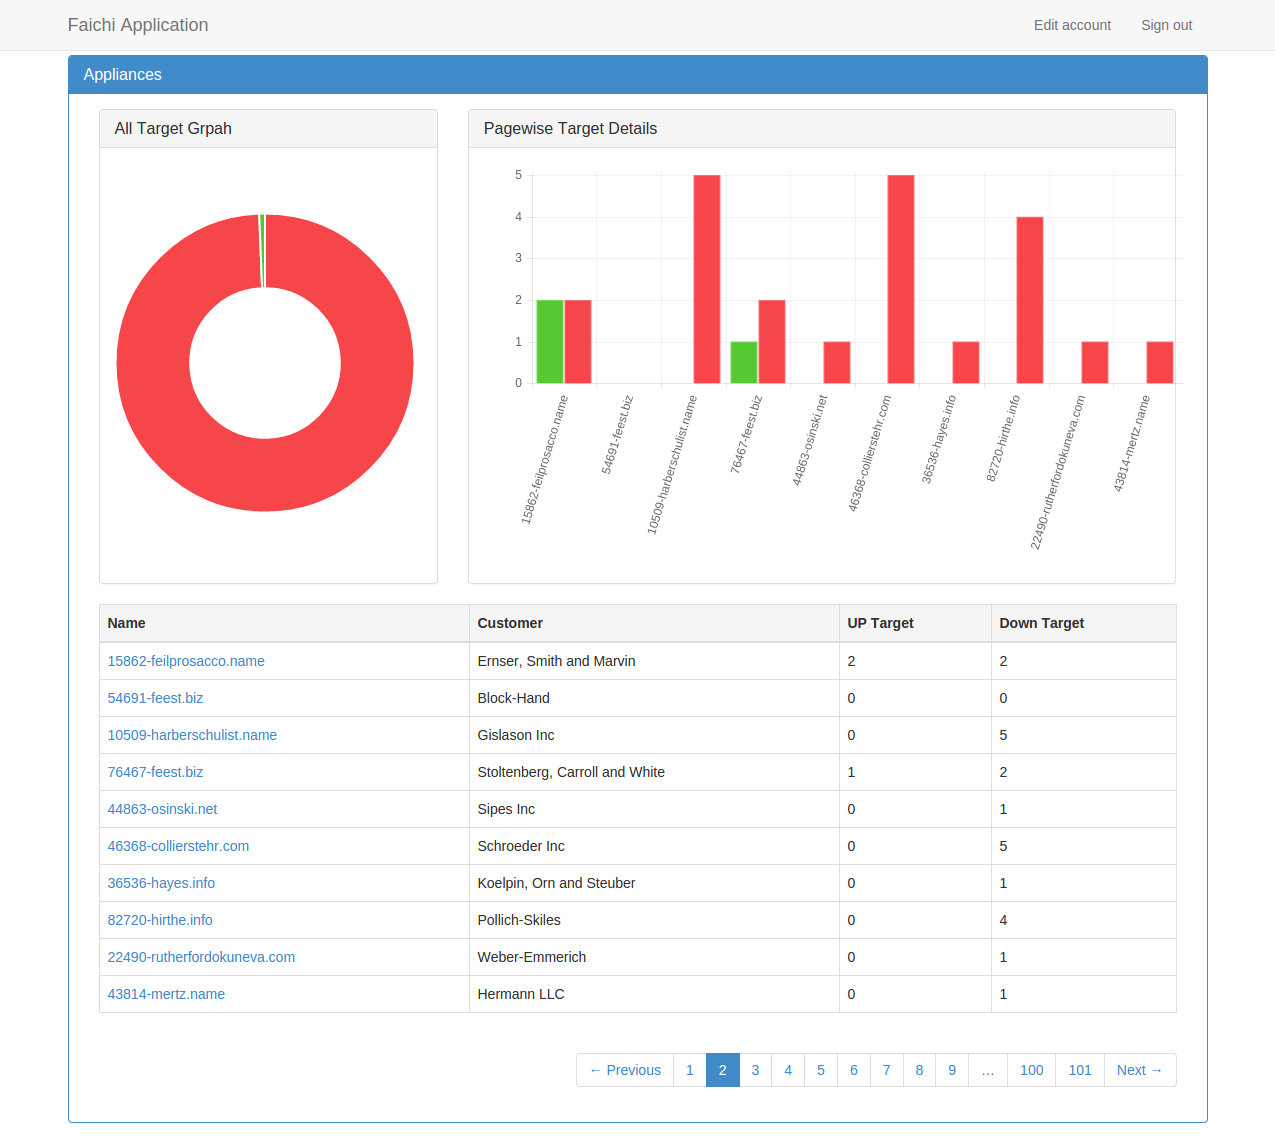 Faichi Application Edit account Sign out
Appliances
All Target Grpah
Pagewise Target Details
5
4
3
2
1
0
15862-feilprosacco.name
54691-feest.biz
10509-harberschulist.name
76467-feest.biz
44863-osinski.net
46368-collierstehr.com
36536-hayes.info
82720-hirthe.info
22490-rutherfordokuneva.com
43814-mertz.name
Name Customer UP Target Down Target
15862-feilprosacco.name Ernser, Smith and Marvin 2 2
54691-feest.biz Block-Hand 0 0
10509-harberschulist.name Gislason Inc 0 5
76467-feest.biz Stoltenberg, Carroll and White 1 2
44863-osinski.net Sipes Inc 0 1
46368-collierstehr.com Schroeder Inc 0 5
36536-hayes.info Koelpin, Orn and Steuber 0 1
82720-hirthe.info Pollich-Skiles 0 4
22490-rutherfordokuneva.com Weber-Emmerich 0 1
43814-mertz.name Hermann LLC 0 1
← Previous 1 2 3 4 5 6 7 8 9 … 100 101 Next →